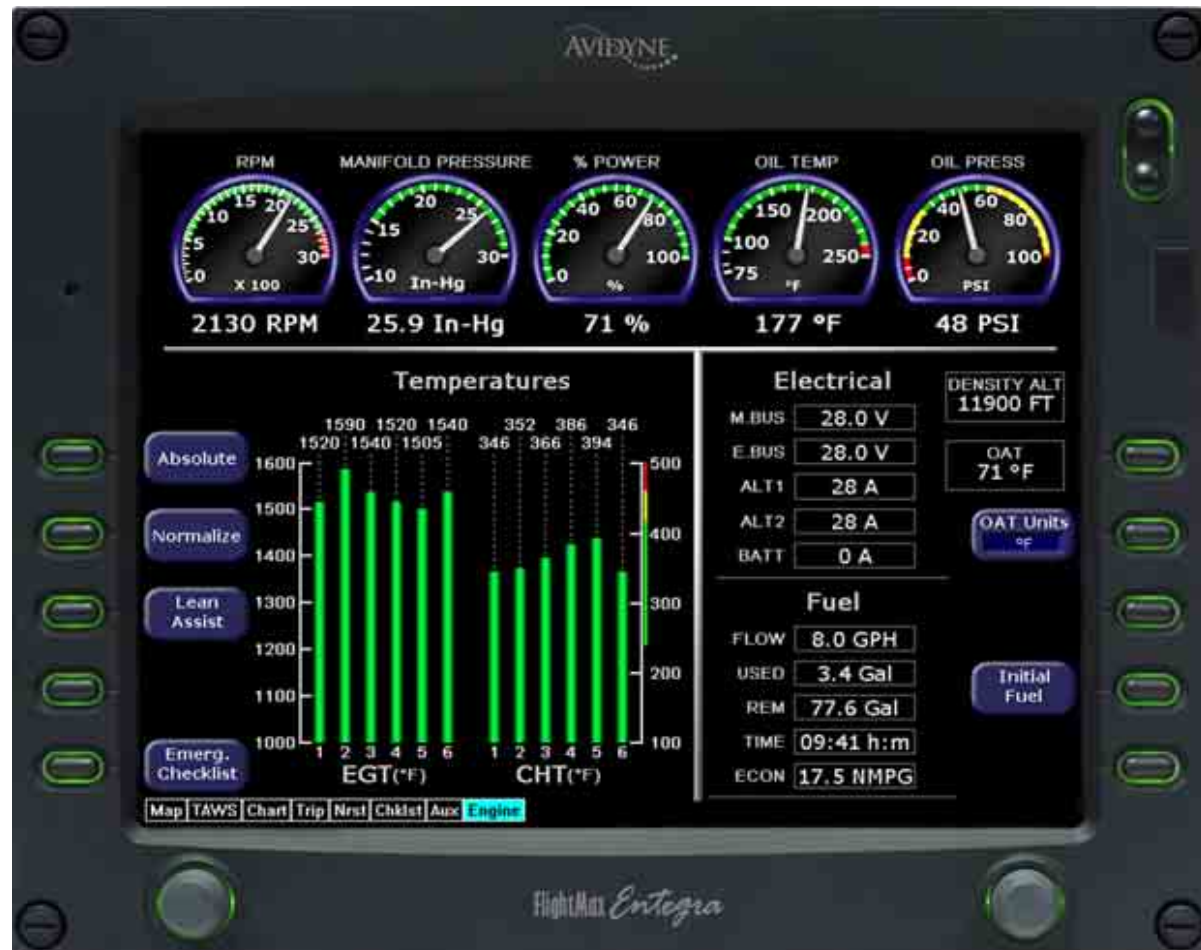 AVIDYNE
RPM
0 5 10 15 20 25 30
X 100
2130 RPM
MANIFOLD PRESSURE
10 15 20 25 30
In-Hg
25.9 In-Hg
% POWER
0 20 40 60 80 100
%
71 %
OIL TEMP
75 100 150 200 250
°F
177 °F
OIL PRESS
0 20 40 60 80 100
PSI
48 PSI
Absolute
Normalize
Lean
Assist
Emerg.
Checklist
Temperatures
1590 1520 1540
1520 1540 1505
1600
1500
1400
1300
1200
1100
1000
1 2 3 4 5 6
EGT(°F)
352 386 346
346 366 394
500
400
300
200
100
1 2 3 4 5 6
CHT(°F)
Electrical
M.BUS 28.0 V
E.BUS 28.0 V
ALT1 28 A
ALT2 28 A
BATT 0 A
Fuel
FLOW 8.0 GPH
USED 3.4 Gal
REM 77.6 Gal
TIME 09:41 h:m
ECON 17.5 NMPG
DENSITY ALT
11900 FT
OAT
71 °F
OAT Units
°F
Initial
Fuel
Map TAWS Chart Trip Nrst Chklst Aux Engine
FlightMax Entegra